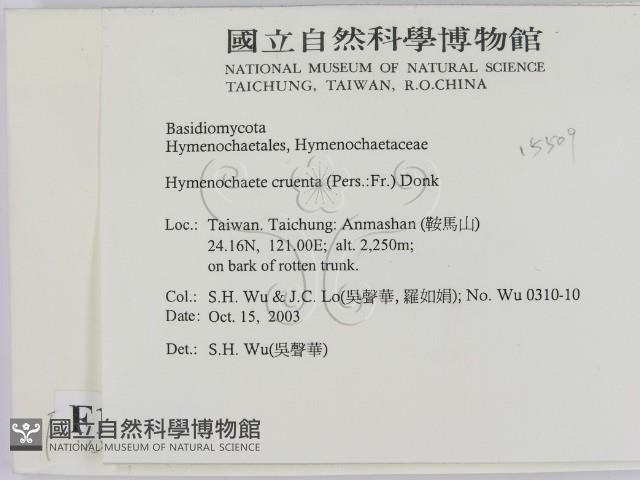 國立自然科學博物館
NATIONAL MUSEUM OF NATURAL SCIENCE
TAICHUNG, TAIWAN, R.O.CHINA
Basidiomycota
Hymenochaetales, Hymenochaetaceae
15509
Hymenochaete cruenta (Pers.:Fr.) Donk
Loc.: Taiwan. Taichung: Anmashan (鞍馬山)
24.16N, 121.00E; alt. 2,250m;
on bark of rotten trunk.
Col.: S.H. Wu & J.C. Lo(吳聲華, 羅如娟); No. Wu 0310-10
Date: Oct. 15, 2003
Det.: S.H. Wu(吳聲華)
國立自然科學博物館
NATIONAL MUSEUM OF NATURAL SCIENCE